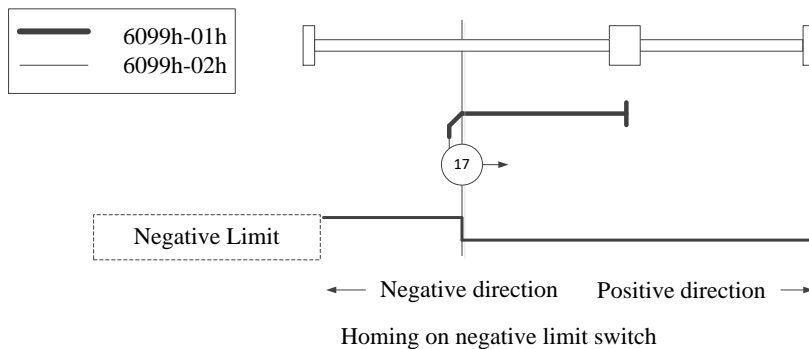 6099h-01h
6099h-02h
17
Negative Limit
Negative direction
Positive direction
Homing on negative limit switch